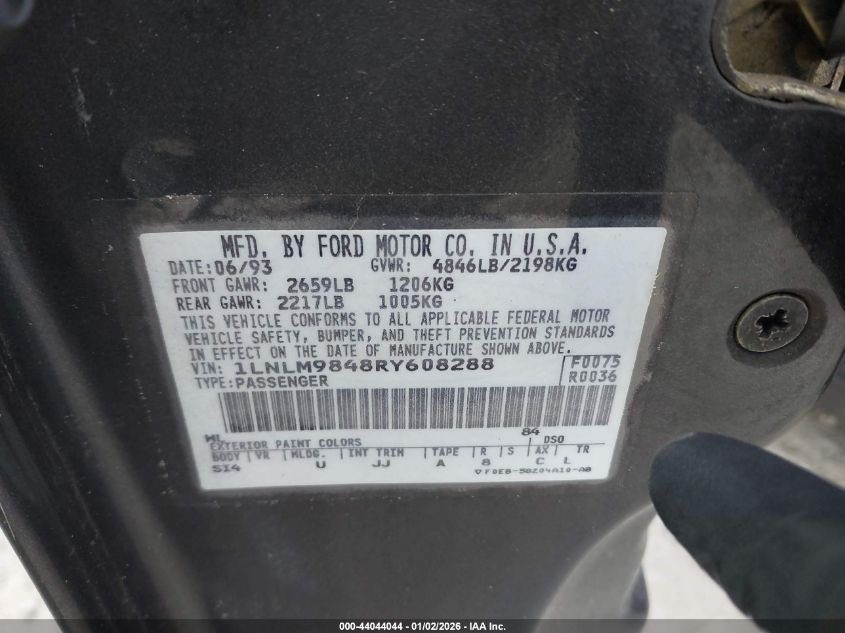 MFD. BY FORD MOTOR CO. IN U.S.A.
DATE: 06/93 GVWR: 4846LB/2198KG
FRONT GAWR: 2659LB 1206KG
REAR GAWR: 2217LB 1005KG
THIS VEHICLE CONFORMS TO ALL APPLICABLE FEDERAL MOTOR
VEHICLE SAFETY, BUMPER, AND THEFT PREVENTION STANDARDS
IN EFFECT ON THE DATE OF MANUFACTURE SHOWN ABOVE.
VIN: 1LNLM9848RY608288 F0075
TYPE: PASSENGER R0036
84
EXTERIOR PAINT COLORS DSO
BODY VR MLDG. INT TRIM TAPE R S AX TR
SI4 U JJ A 8 C L
F0EB-58204A10-AB
000-44044044 - 01/02/2026 - IAA Inc.